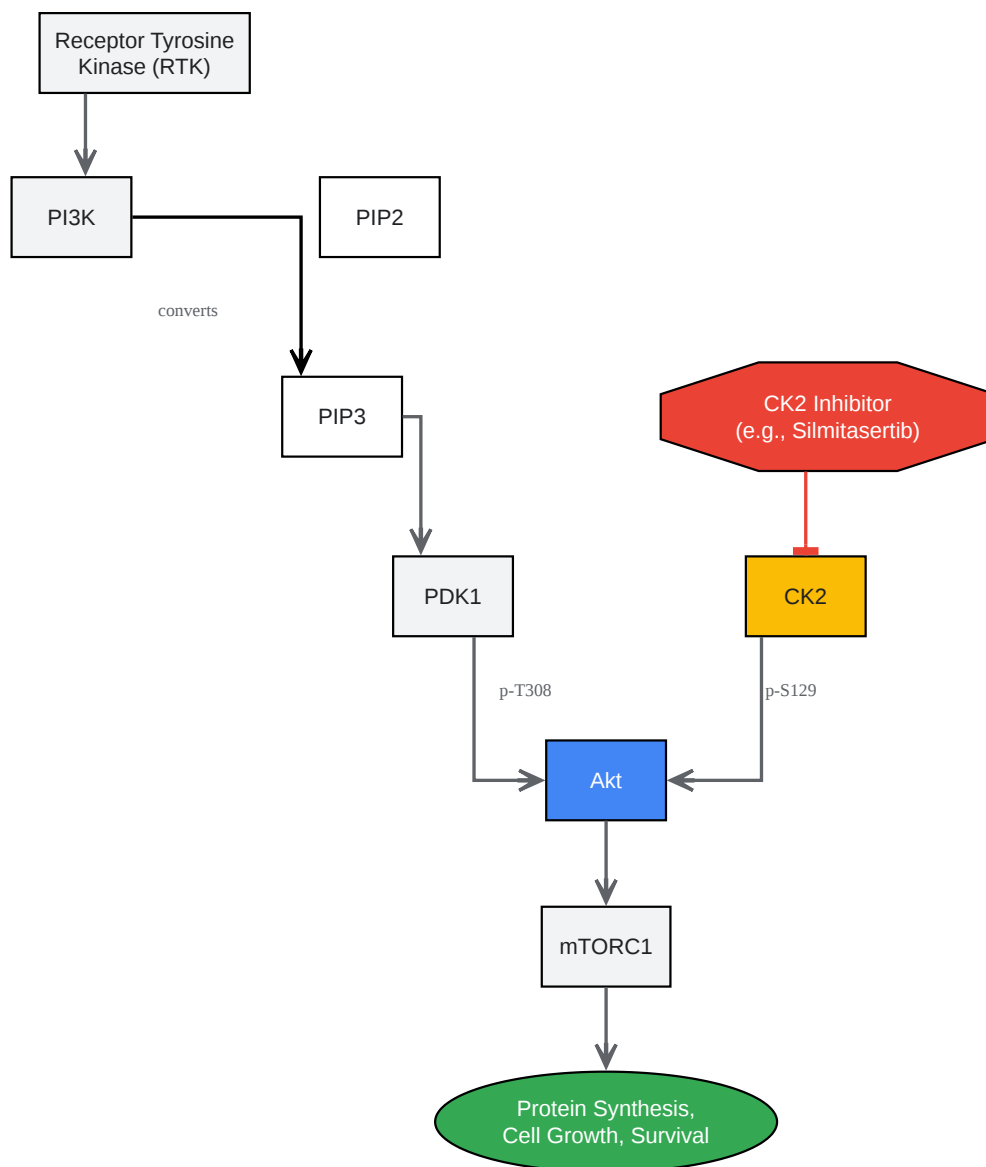 Receptor Tyrosine
Kinase (RTK)
PI3K
PIP2
converts
PIP3
CK2 Inhibitor
(e.g., Silmitasertib)
PDK1
CK2
p-T308
p-S129
Akt
mTORC1
Protein Synthesis,
Cell Growth, Survival